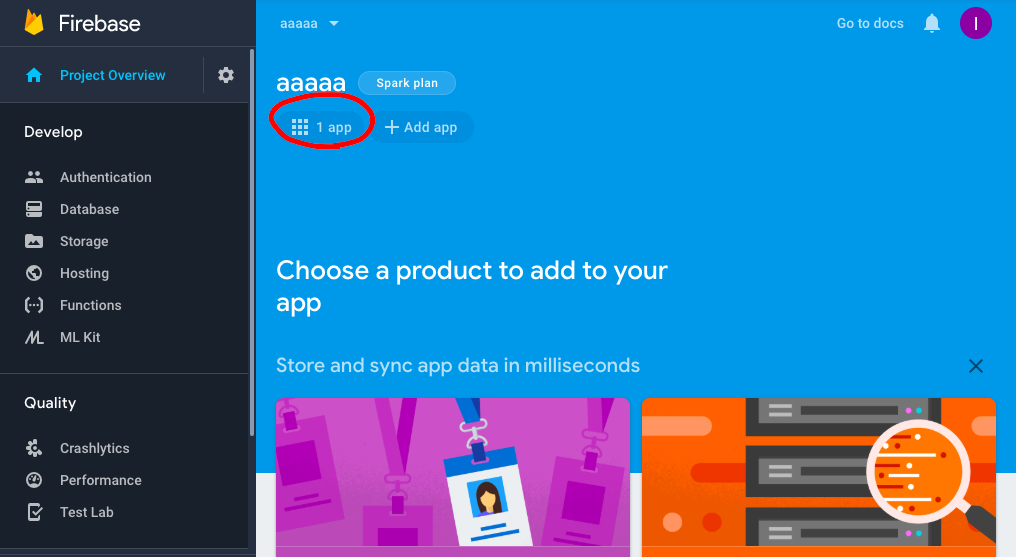 Firebase
Project Overview
Develop
Authentication
Database
Storage
Hosting
Functions
ML Kit
Quality
Crashlytics
Performance
Test Lab
aaaaa
Go to docs
I
aaaaa Spark plan
1 app Add app
Choose a product to add to your
app
Store and sync app data in milliseconds